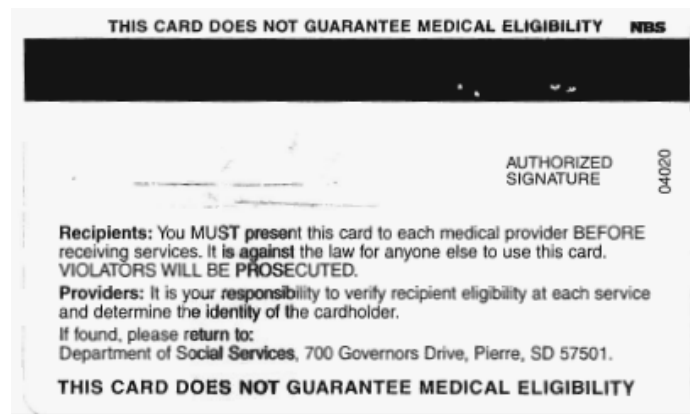 THIS CARD DOES NOT GUARANTEE MEDICAL ELIGIBILITY NBS
AUTHORIZED
SIGNATURE
04020
Recipients: You MUST present this card to each medical provider BEFORE
receiving services. It is against the law for anyone else to use this card.
VIOLATORS WILL BE PROSECUTED.
Providers: It is your responsibility to verify recipient eligibility at each service
and determine the identity of the cardholder.
If found, please return to:
Department of Social Services, 700 Governors Drive, Pierre, SD 57501.
THIS CARD DOES NOT GUARANTEE MEDICAL ELIGIBILITY